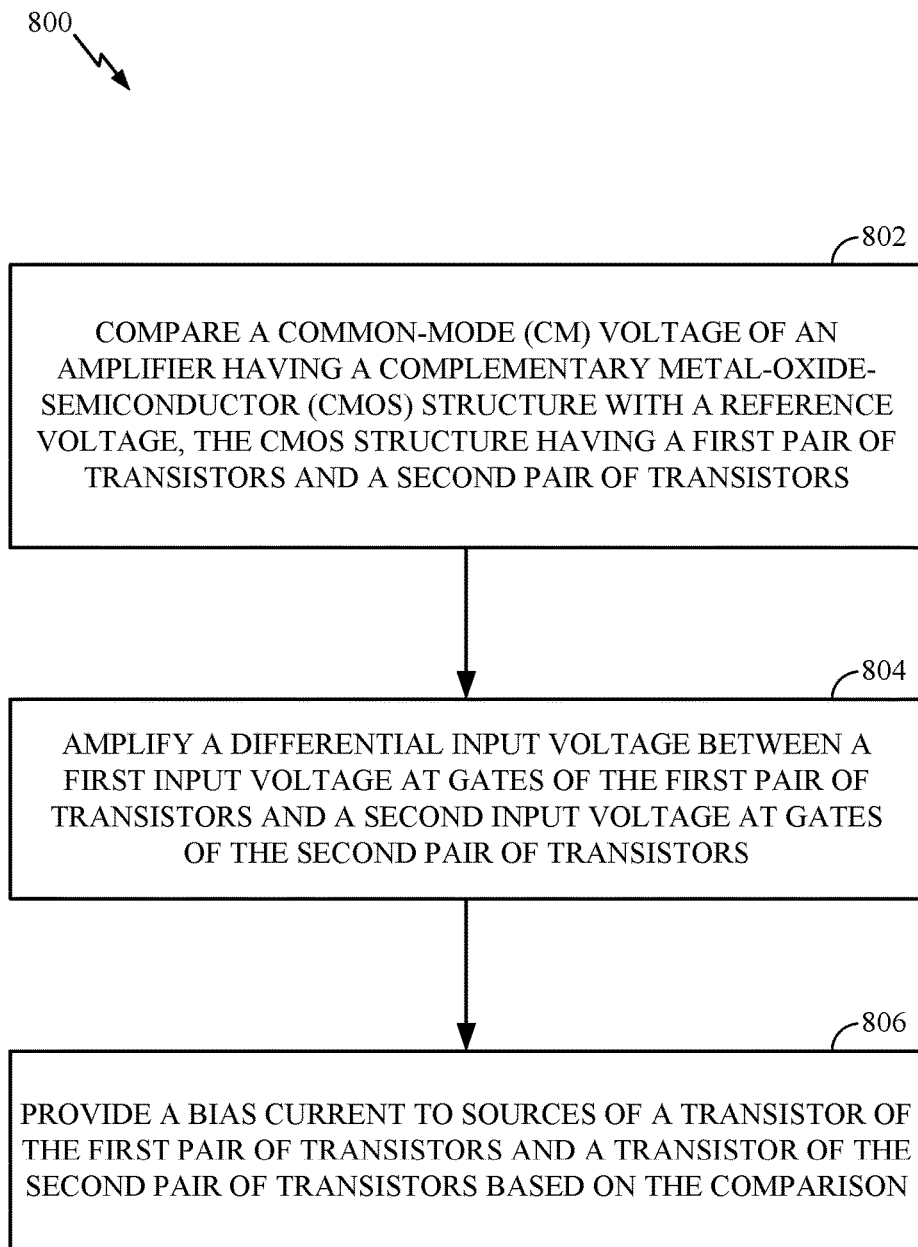 800
802
COMPARE A COMMON-MODE (CM) VOLTAGE OF AN
AMPLIFIER HAVING A COMPLEMENTARY METAL-OXIDE-
SEMICONDUCTOR (CMOS) STRUCTURE WITH A REFERENCE
VOLTAGE, THE CMOS STRUCTURE HAVING A FIRST PAIR OF
TRANSISTORS AND A SECOND PAIR OF TRANSISTORS
804
AMPLIFY A DIFFERENTIAL INPUT VOLTAGE BETWEEN A
FIRST INPUT VOLTAGE AT GATES OF THE FIRST PAIR OF
TRANSISTORS AND A SECOND INPUT VOLTAGE AT GATES
OF THE SECOND PAIR OF TRANSISTORS
806
PROVIDE A BIAS CURRENT TO SOURCES OF A TRANSISTOR OF
THE FIRST PAIR OF TRANSISTORS AND A TRANSISTOR OF THE
SECOND PAIR OF TRANSISTORS BASED ON THE COMPARISON